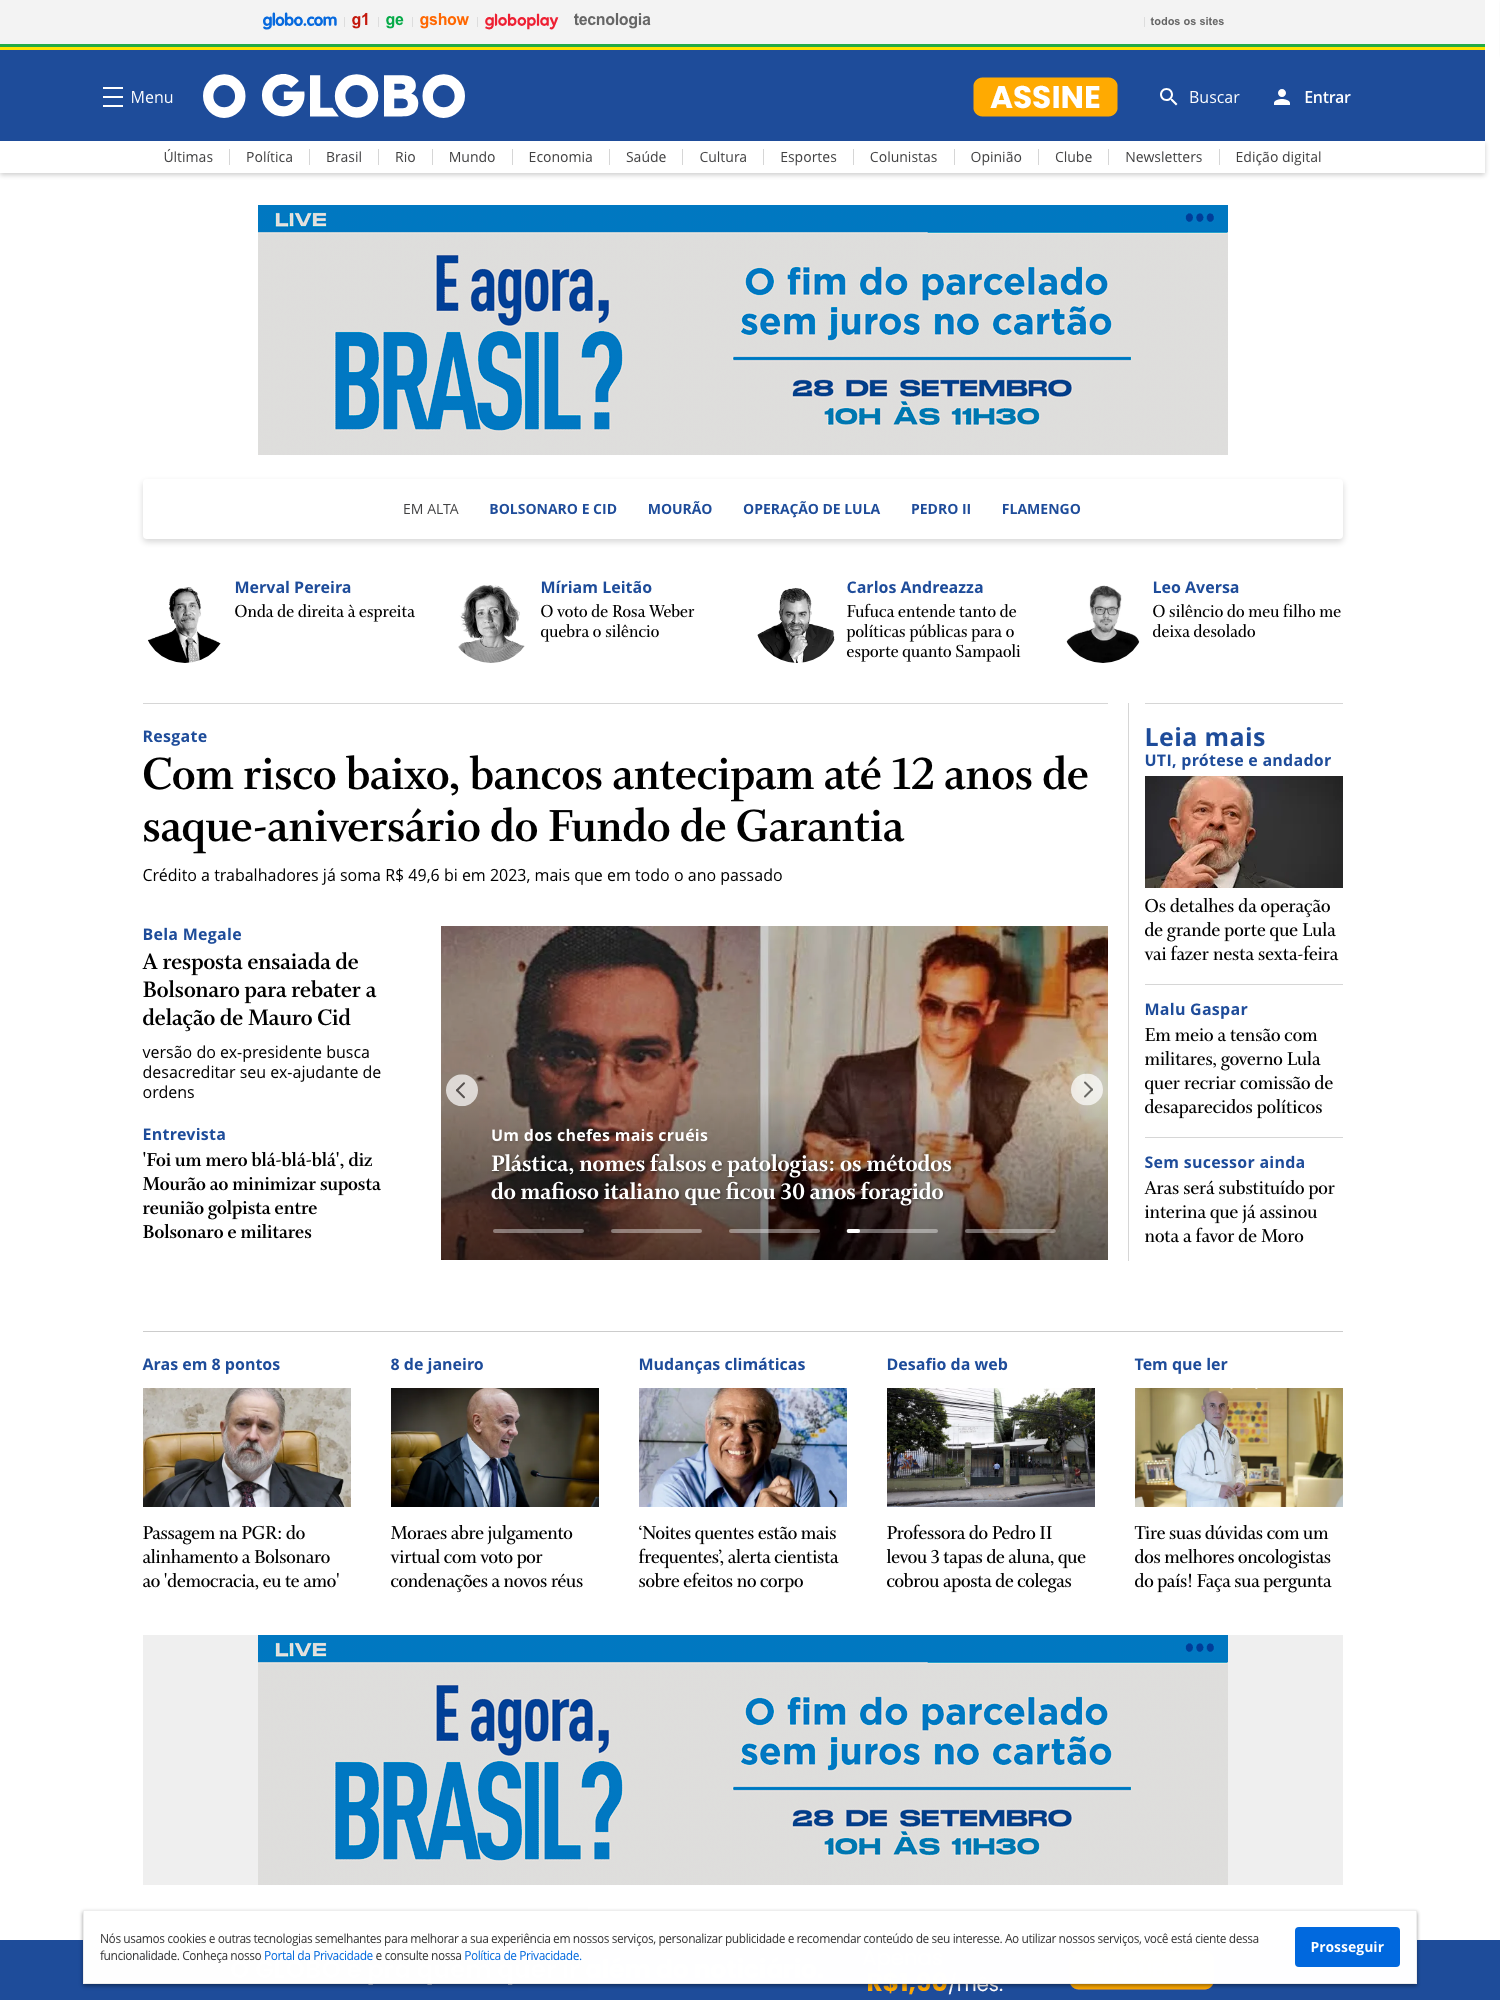 globo.com g1 ge gshow globoplay tecnologia todos os sites
Menu O GLOBO ASSINE Buscar Entrar
Últimas Política Brasil Rio Mundo Economia Saúde Cultura Esportes Colunistas Opinião Clube Newsletters Edição digital
LIVE
E agora,
BRASIL?
O fim do parcelado
sem juros no cartão
28 DE SETEMBRO
10H ÀS 11H30
EM ALTA BOLSONARO E CID MOURÃO OPERAÇÃO DE LULA PEDRO II FLAMENGO
Merval Pereira
Onda de direita à espreita
Míriam Leitão
O voto de Rosa Weber
quebra o silêncio
Carlos Andreazza
Fufuca entende tanto de
políticas públicas para o
esporte quanto Sampaoli
Leo Aversa
O silêncio do meu filho me
deixa desolado
Resgate
Com risco baixo, bancos antecipam até 12 anos de
saque-aniversário do Fundo de Garantia
Crédito a trabalhadores já soma R$ 49,6 bi em 2023, mais que em todo o ano passado
Bela Megale
A resposta ensaiada de
Bolsonaro para rebater a
delação de Mauro Cid
versão do ex-presidente busca
desacreditar seu ex-ajudante de
ordens
Entrevista
'Foi um mero blá-blá-blá', diz
Mourão ao minimizar suposta
reunião golpista entre
Bolsonaro e militares
Um dos chefes mais cruéis
Plástica, nomes falsos e patologias: os métodos
do mafioso italiano que ficou 30 anos foragido
Leia mais
UTI, prótese e andador
Os detalhes da operação
de grande porte que Lula
vai fazer nesta sexta-feira
Malu Gaspar
Em meio a tensão com
militares, governo Lula
quer recriar comissão de
desaparecidos políticos
Sem sucessor ainda
Aras será substituído por
interina que já assinou
nota a favor de Moro
Aras em 8 pontos
Passagem na PGR: do
alinhamento a Bolsonaro
ao 'democracia, eu te amo'
8 de janeiro
Moraes abre julgamento
virtual com voto por
condenações a novos réus
Mudanças climáticas
‘Noites quentes estão mais
frequentes’, alerta cientista
sobre efeitos no corpo
Desafio da web
Professora do Pedro II
levou 3 tapas de aluna, que
cobrou aposta de colegas
Tem que ler
Tire suas dúvidas com um
dos melhores oncologistas
do país! Faça sua pergunta
LIVE
E agora,
BRASIL?
O fim do parcelado
sem juros no cartão
28 DE SETEMBRO
10H ÀS 11H30
Nós usamos cookies e outras tecnologias semelhantes para melhorar a sua experiência em nossos serviços, personalizar publicidade e recomendar conteúdo de seu interesse. Ao utilizar nossos serviços, você está ciente dessa
funcionalidade. Conheça nosso Portal da Privacidade e consulte nossa Política de Privacidade.
Prosseguir
/mês.